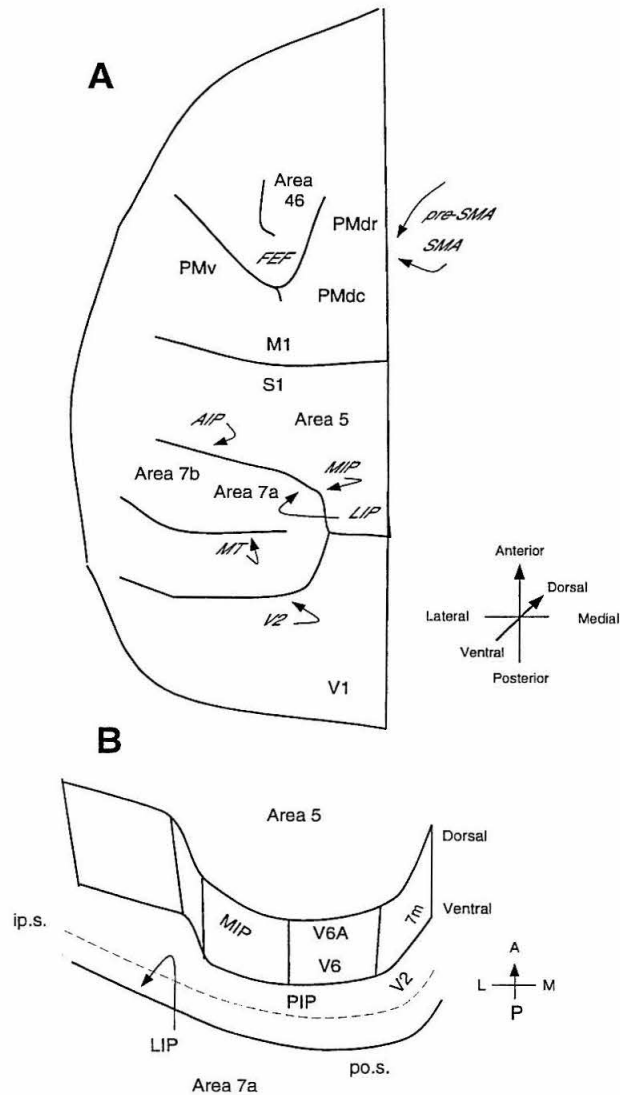 A
Area
46
pre-SMA
PMdr
SMA
FEF
PMv
PMdc
M1
S1
AIP
Area 5
MIP
Area 7b
Area 7a
LIP
MT
Anterior
Dorsal
Lateral
Medial
Ventral
Posterior
V2
V1
B
Area 5
Dorsal
7m
Ventral
MIP
V6A
ip.s.
V6
A
V2
L
M
PIP
P
LIP
po.s.
Area 7a